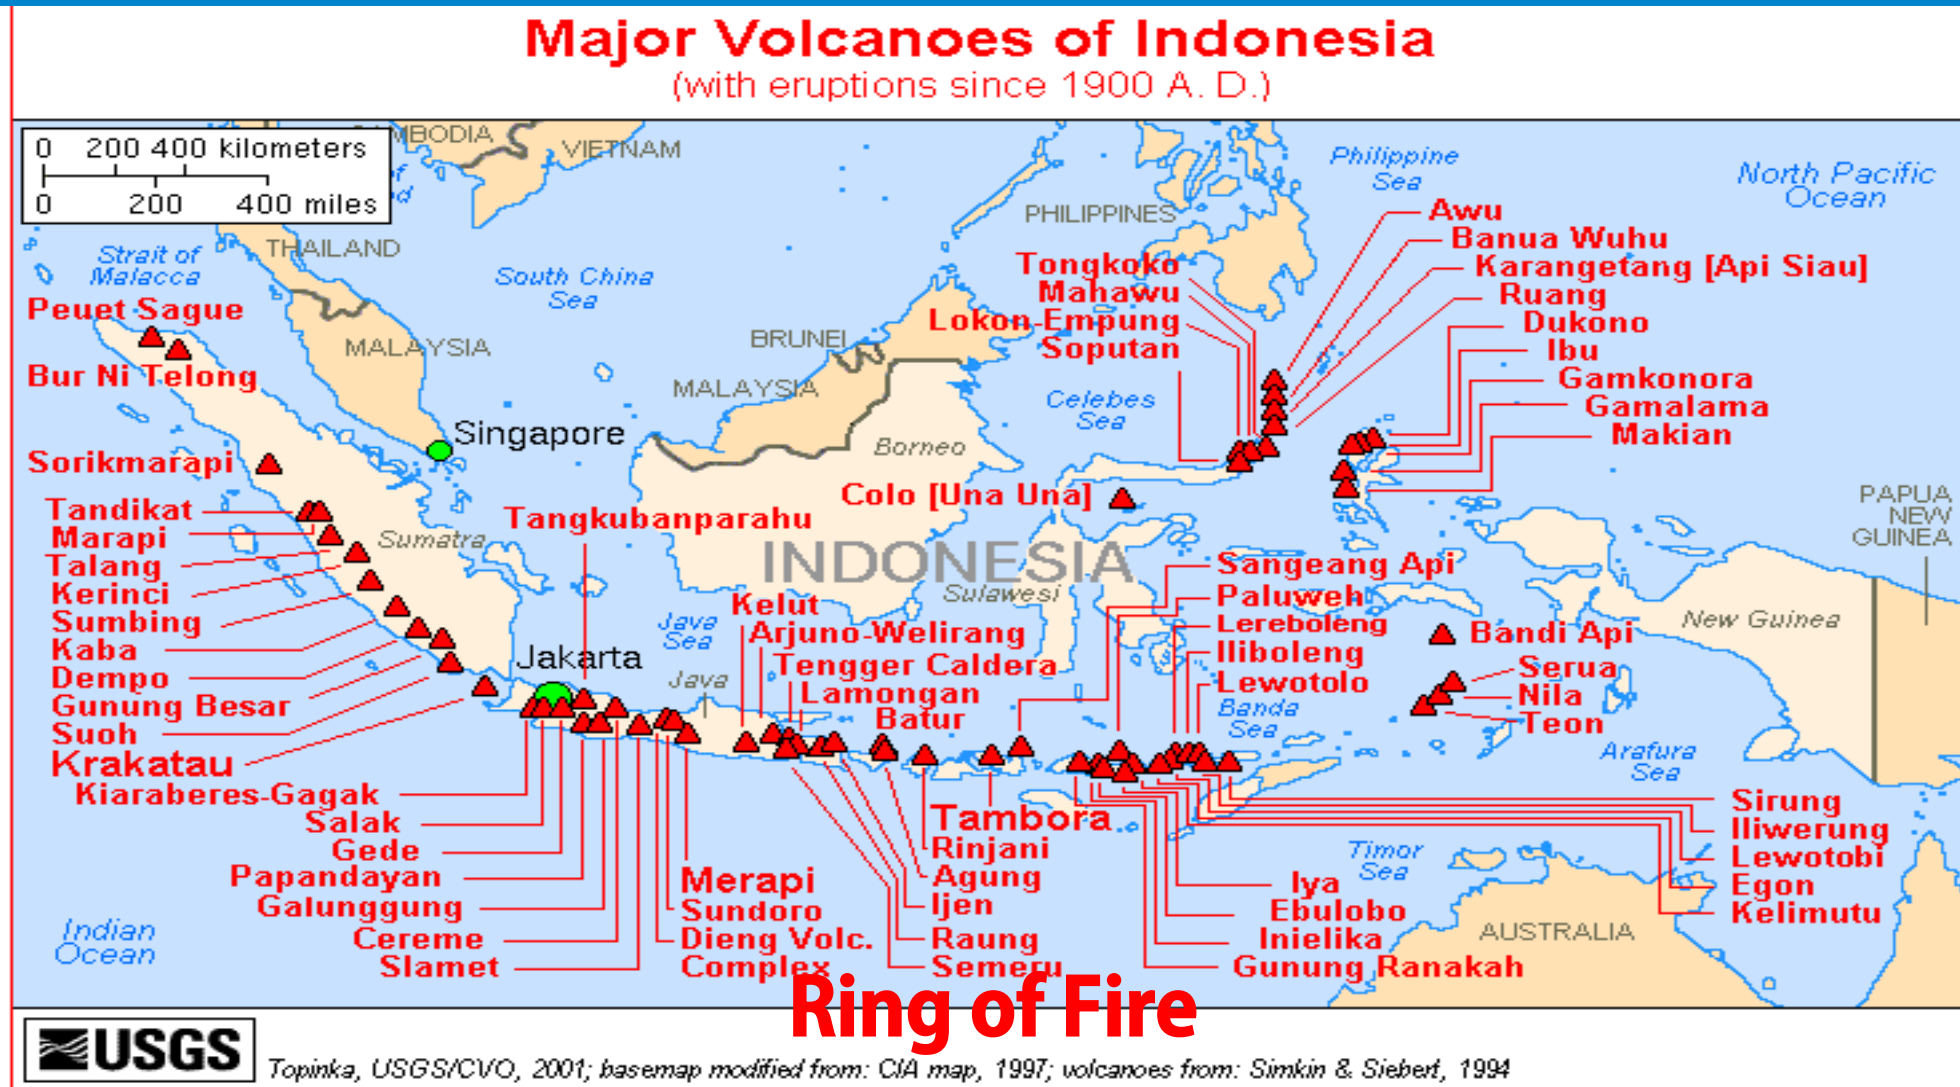 Major Volcanoes of Indonesia
(with eruptions since 1900 A. D.)
0 200 400 kilometers
0 200 400 miles
VIETNAM
THAILAND
Strait of
Malacca
South China
Sea
PHILIPPINES
Philippine
Sea
North Pacific
Ocean
MALAYSIA
BRUNEI
MALAYSIA
Celebes
Sea
Borneo
Singapore
Peuet Sague
Bur Ni Telong
Sorikmarapi
Tandikat
Marapi
Talang
Kerinci
Sumbing
Kaba
Dempo
Gunung Besar
Suoh
Krakatau
Kiaraberes-Gagak
Salak
Gede
Papandayan
Galunggung
Cereme
Slamet
Sumatra
Tangkubanparahu
Jakarta
INDONESIA
Java
Sea
Java
Sulawesi
Kelut
Arjuno-Welirang
Tengger Caldera
Lamongan
Batur
Merapi
Sundoro
Dieng Volc.
Complex
Tambora
Rinjani
Agung
Ijen
Raung
Semeru
Tongkoko
Mahawu
Lokon-Empung
Soputan
Colo [Una Una]
Awu
Banua Wuhu
Karangetang [Api Siau]
Ruang
Dukono
Ibu
Gamkonora
Gamalama
Makian
Sangeang Api
Paluweh
Lereboleng
Iliboleng
Lewotolo
Banda
Sea
Bandi Api
Serua
Nila
Teon
New Guinea
PAPUA
NEW
GUINEA
Arafura
Sea
Timor
Sea
Sirung
Iliwerung
Lewotobi
Egon
Kelimutu
Iya
Ebulobo
Inielika
Gunung Ranakah
AUSTRALIA
Indian
Ocean
Ring of Fire
USGS
Topinka, USGS/CVO, 2001; basemap modified from: CIA map, 1997; volcanoes from: Simkin & Siebert, 1994